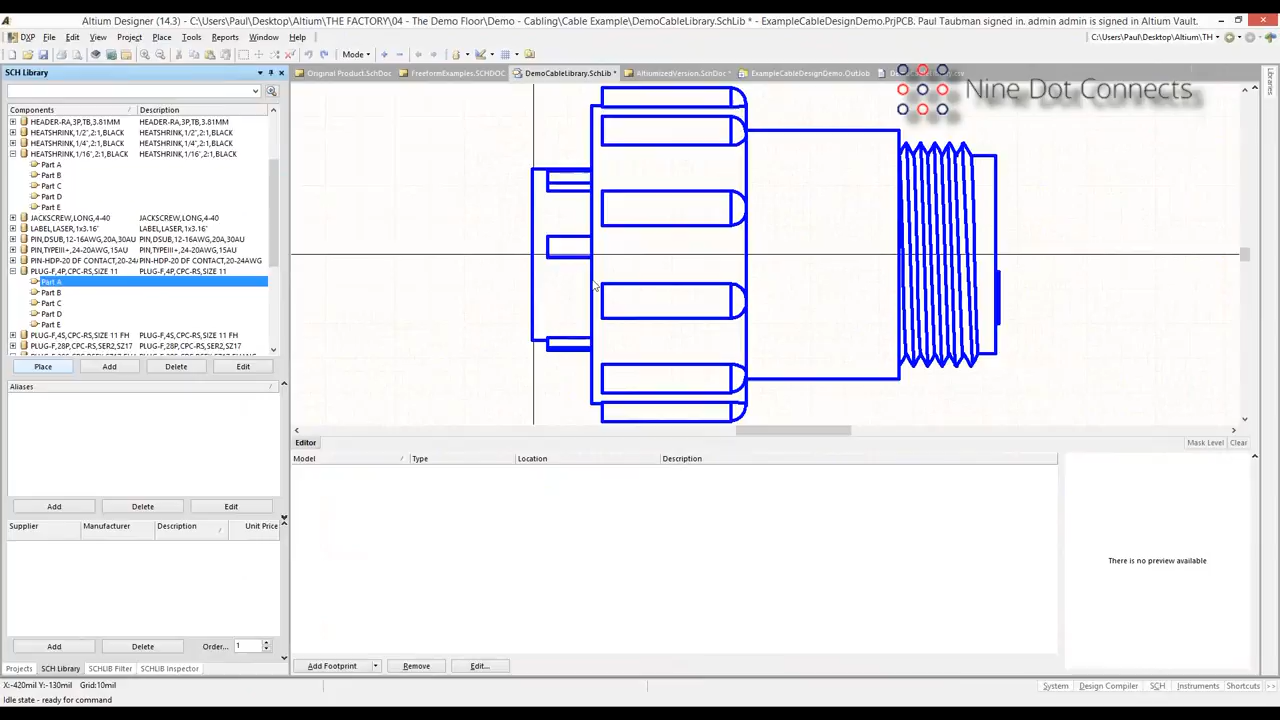 Altium Designer (14.3) - C:\Users\Paul\Desktop\Altium\THE FACTORY\04 - The Demo Floor\Demo - Cabling\Cable Example\DemoCableLibrary.SchLib * - ExampleCableDesignDemo.PrjPCB. Paul Taubman signed in. admin admin is signed in Altium Vault.
DXP File Edit View Project Place Tools Reports Window Help
C:\Users\Paul\Desktop\Altium\TH
Mode
SCH Library
Original Product.SchDoc
FreeformExamples.SCHDOC
DemoCableLibrary.SchLib *
AltiumizedVersion.SchDoc *
ExampleCableDesignDemo.OutJob
Nine Dot Connects
Libraries
Components Description
HEADER-RA,3P,TB,3.81MM HEADER-RA,3P,TB,3.81MM
HEATSHRINK,1/2",2:1,BLACK HEATSHRINK,1/2",2:1,BLACK
HEATSHRINK,1/4",2:1,BLACK HEATSHRINK,1/4",2:1,BLACK
HEATSHRINK,1/16",2:1,BLACK HEATSHRINK,1/16",2:1,BLACK
Part A
Part B
Part C
Part D
Part E
JACKSCREW,LONG,4-40 JACKSCREW,LONG,4-40
LABEL,LASER,1x3.16" LABEL,LASER,1x3.16"
PIN,DSUB,12-16AWG,20A,30AU PIN,DSUB,12-16AWG,20A,30AU
PIN,TYPEIII+,24-20AWG,15AU PIN,TYPEIII+,24-20AWG,15AU
PIN-HDP-20 DF CONTACT,20-24 PIN-HDP-20 DF CONTACT,20-24AWG
PLUG-F,4P,CPC-RS,SIZE 11 PLUG-F,4P,CPC-RS,SIZE 11
Part A
Part B
Part C
Part D
Part E
PLUG-F,4S,CPC-RS,SIZE 11 FH PLUG-F,4S,CPC-RS,SIZE 11 FH
PLUG-F,28P,CPC-RS,SER2,SZ17 PLUG-F,28P,CPC-RS,SER2,SZ17
Place Add Delete Edit
Aliases
Add Delete Edit
Supplier Manufacturer Description Unit Price
Add Delete Order... 1
Projects SCH Library SCHLIB Filter SCHLIB Inspector
Editor
Mask Level Clear
Model Type Location Description
There is no preview available
Add Footprint Remove Edit...
X:-420mil Y:-130mil Grid:10mil
System Design Compiler SCH Instruments Shortcuts >>
Idle state - ready for command